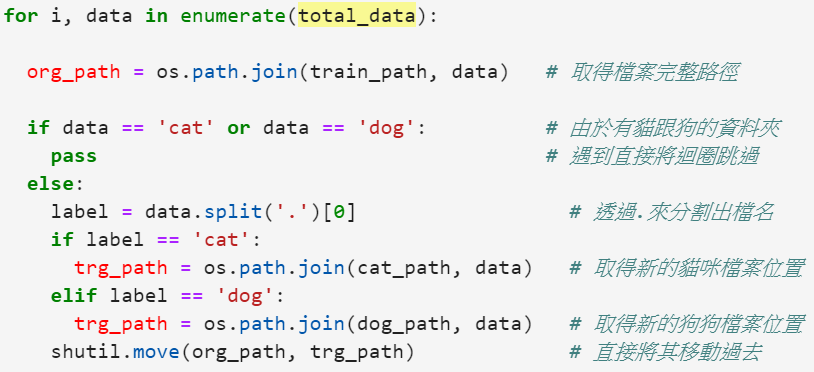 for i, data in enumerate(total_data):
org_path = os.path.join(train_path, data)   # 取得檔案完整路徑
if data == 'cat' or data == 'dog':          # 由於有貓跟狗的資料夾
pass                                      # 遇到直接將迴圈跳過
else:
label = data.split('.')[0]                  # 透過.來分割出檔名
if label == 'cat':
trg_path = os.path.join(cat_path, data)   # 取得新的貓咪檔案位置
elif label == 'dog':
trg_path = os.path.join(dog_path, data)   # 取得新的狗狗檔案位置
shutil.move(org_path, trg_path)             # 直接將其移動過去